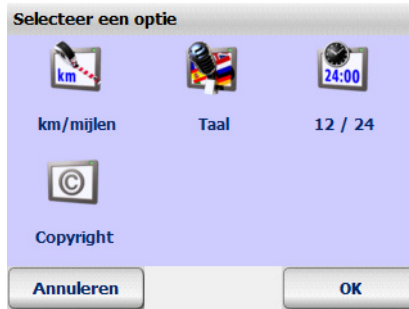 Selecteer een optie
km
24:00
km/mijlen
Taal
12 / 24
©
Copyright
Annuleren
OK